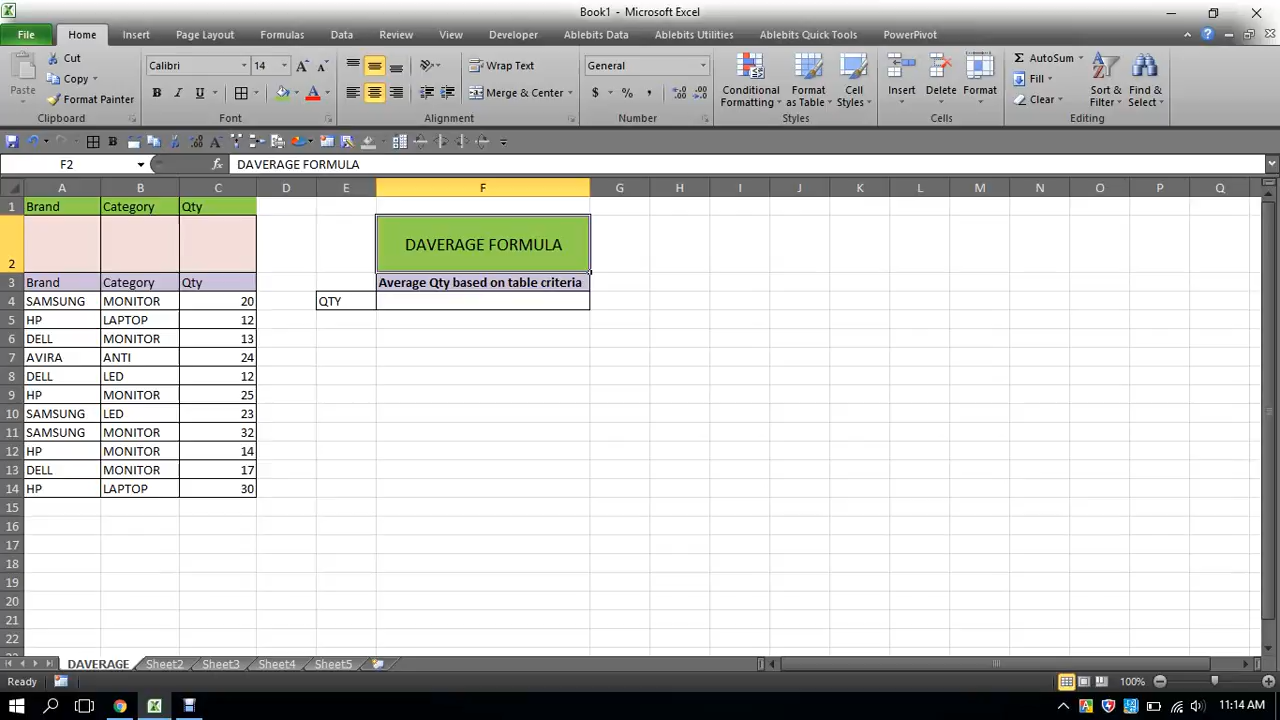 Book1 - Microsoft Excel
File Home Insert Page Layout Formulas Data Review View Developer Ablebits Data Ablebits Utilities Ablebits Quick Tools PowerPivot
Paste
Cut
Copy
Format Painter
Clipboard
Calibri 14
Font
Wrap Text
Merge & Center
Alignment
General
$ % ,
Number
Conditional Formatting
Format as Table
Cell Styles
Styles
Insert Delete Format
Cells
AutoSum
Fill
Clear
Sort & Filter
Find & Select
Editing
F2 fx DAVERAGE FORMULA
A B C D E F G H I J K L M N O P Q
1 Brand Category Qty
2 DAVERAGE FORMULA
3 Brand Category Qty Average Qty based on table criteria
4 SAMSUNG MONITOR 20 QTY
5 HP LAPTOP 12
6 DELL MONITOR 13
7 AVIRA ANTI 24
8 DELL LED 12
9 HP MONITOR 25
10 SAMSUNG LED 23
11 SAMSUNG MONITOR 32
12 HP MONITOR 14
13 DELL MONITOR 17
14 HP LAPTOP 30
15
16
17
18
19
20
21
22
DAVERAGE Sheet2 Sheet3 Sheet4 Sheet5
Ready 100%
11:14 AM